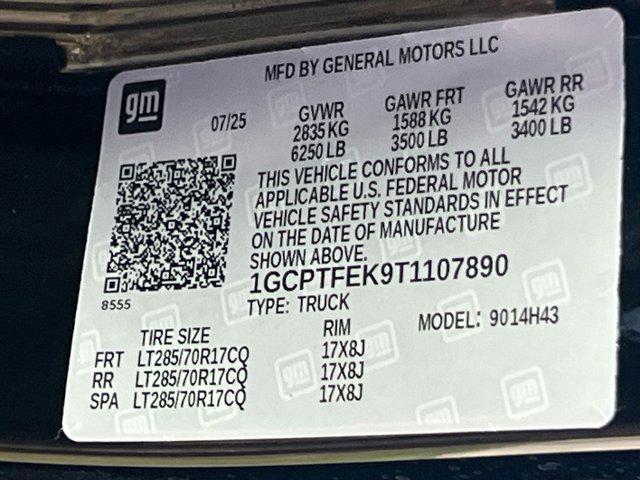 MFD BY GENERAL MOTORS LLC
gm
07/25
GVWR
2835 KG
6250 LB
GAWR FRT
1588 KG
3500 LB
GAWR RR
1542 KG
3400 LB
THIS VEHICLE CONFORMS TO ALL
APPLICABLE U.S. FEDERAL MOTOR
VEHICLE SAFETY STANDARDS IN EFFECT
ON THE DATE OF MANUFACTURE
SHOWN ABOVE.
1GCPTFEK9T1107890
8555
TYPE: TRUCK
MODEL: 9014H43
TIRE SIZE RIM
FRT LT285/70R17CQ 17X8J
RR LT285/70R17CQ 17X8J
SPA LT285/70R17CQ 17X8J